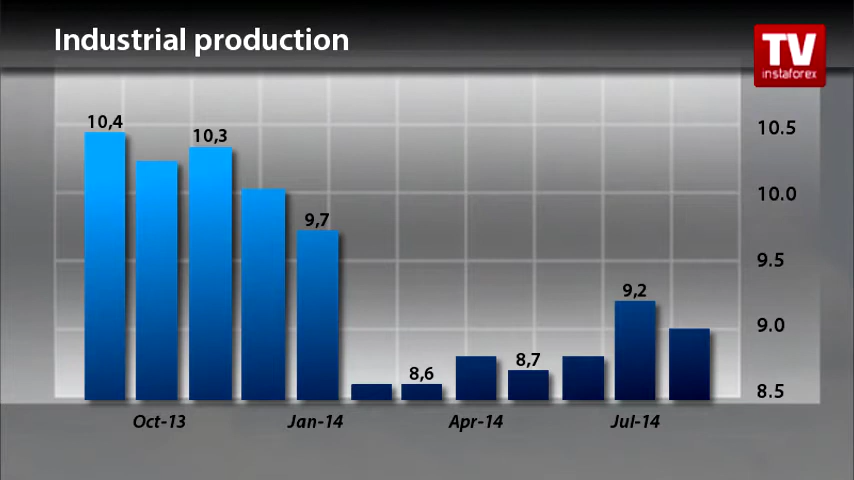 Industrial production
TV
instaforex
10,4
10,3
9,7
8,6
8,7
9,2
10.5
10.0
9.5
9.0
8.5
Oct-13
Jan-14
Apr-14
Jul-14